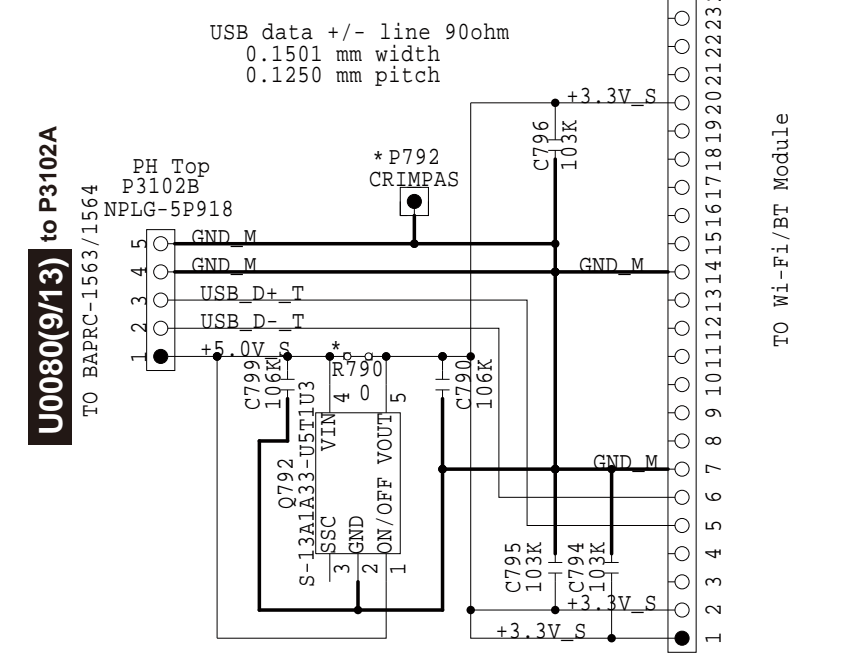 USB data +/- line 90ohm
0.1501 mm width
0.1250 mm pitch
U0080(9/13) to P3102A
TO BAPRC-1563/1564
PH Top
P3102B
NPLG-5P918
5
4
3
2
1
GND_M
GND_M
USB_D+_T
USB_D-_T
+5.0V_S
*P792
CRIMPAS
C799
106K
*
R790
0
C790
106K
Q792
S-13A1A33-U5T1U3
VIN
4
VOUT
5
SSC
3
GND
2
ON/OFF
1
C796
103K
+3.3V_S
GND_M
GND_M
C795
103K
C794
103K
+3.3V_S
+3.3V_S
23
22
21
20
19
18
17
16
15
14
13
12
11
10
9
8
7
6
5
4
3
2
1
TO Wi-Fi/BT Module